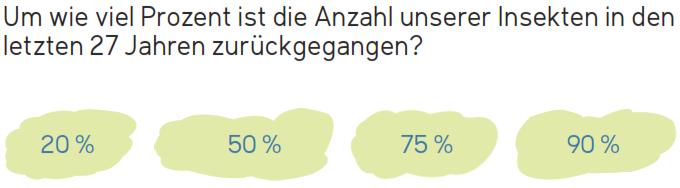 Um wie viel Prozent ist die Anzahl unserer Insekten in den
letzten 27 Jahren zurückgegangen?
20 % 50 % 75 % 90 %